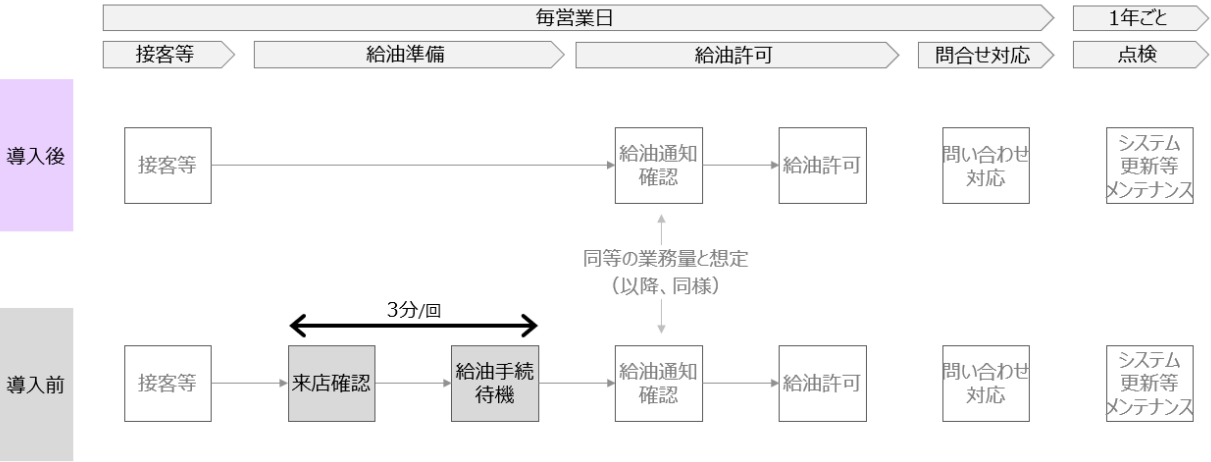 毎営業日
1年ごと
接客等
給油準備
給油許可
問合せ対応
点検
導入後
接客等
給油通知
確認
給油許可
問い合わせ
対応
システム
更新等
メンテナンス
同等の業務量と想定
（以降、同様）
3分/回
導入前
接客等
来店確認
給油手続
待機
給油通知
確認
給油許可
問い合わせ
対応
システム
更新等
メンテナンス